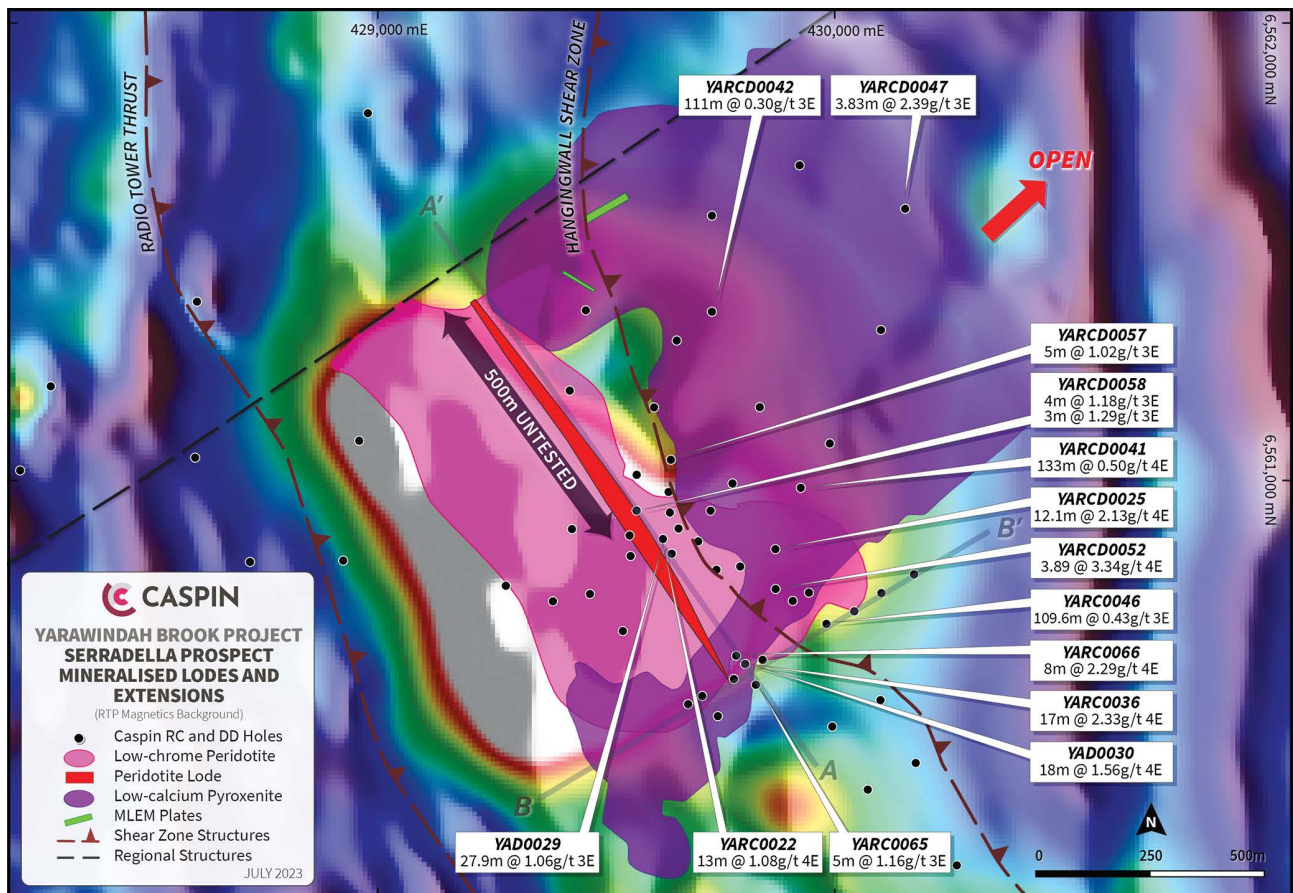 429,000 mE
430,000 mE
6,562,000 mN
6,561,000 mN
RADIO TOWER THRUST
HANGINGWALL SHEAR ZONE
YARCD0042
111m @ 0.30g/t 3E
YARCD0047
3.83m @ 2.39g/t 3E
OPEN
A'
500m UNTESTED
YARCD0057
5m @ 1.02g/t 3E
YARCD0058
4m @ 1.18g/t 3E
3m @ 1.29g/t 3E
YARCD0041
133m @ 0.50g/t 4E
YARCD0025
12.1m @ 2.13g/t 4E
B'
YARCD0052
3.89 @ 3.34g/t 4E
YARC0046
109.6m @ 0.43g/t 3E
YARC0066
8m @ 2.29g/t 4E
YARC0036
17m @ 2.33g/t 4E
YAD0030
18m @ 1.56g/t 4E
A
B
YAD0029
27.9m @ 1.06g/t 3E
YARC0022
13m @ 1.08g/t 4E
YARC0065
5m @ 1.16g/t 3E
CASPIN
YARAWINDAH BROOK PROJECT
SERRADELLA PROSPECT
MINERALISED LODES AND
EXTENSIONS
(RTP Magnetics Background)
Caspin RC and DD Holes
Low-chrome Peridotite
Peridotite Lode
Low-calcium Pyroxenite
MLEM Plates
Shear Zone Structures
Regional Structures
JULY 2023
N
0 250 500m